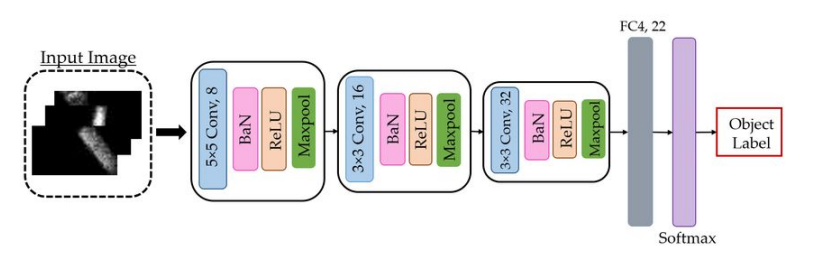 FC4, 22
Input Image
5×5 Conv, 8
BaN
ReLU
Maxpool
3×3 Conv, 16
BaN
ReLU
Maxpool
3×3 Conv, 32
BaN
ReLU
Maxpool
Object
Label
Softmax